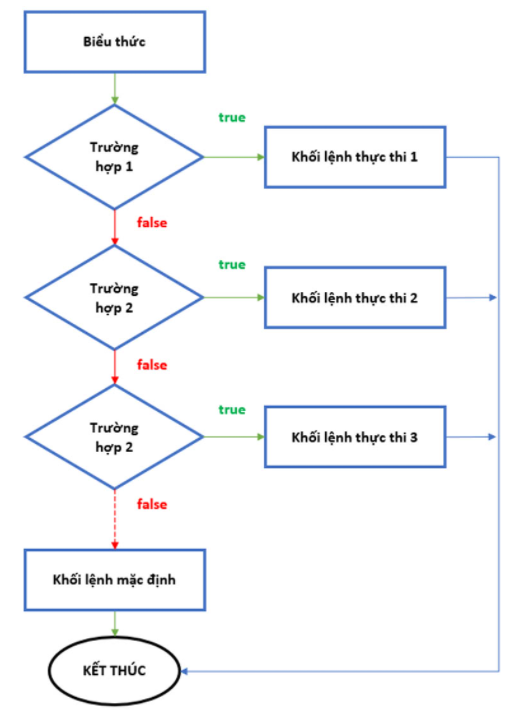 Biểu thức
true
Trường
hợp 1
Khối lệnh thực thi 1
false
true
Trường
hợp 2
Khối lệnh thực thi 2
false
true
Trường
hợp 2
Khối lệnh thực thi 3
false
Khối lệnh mặc định
KẾT THÚC